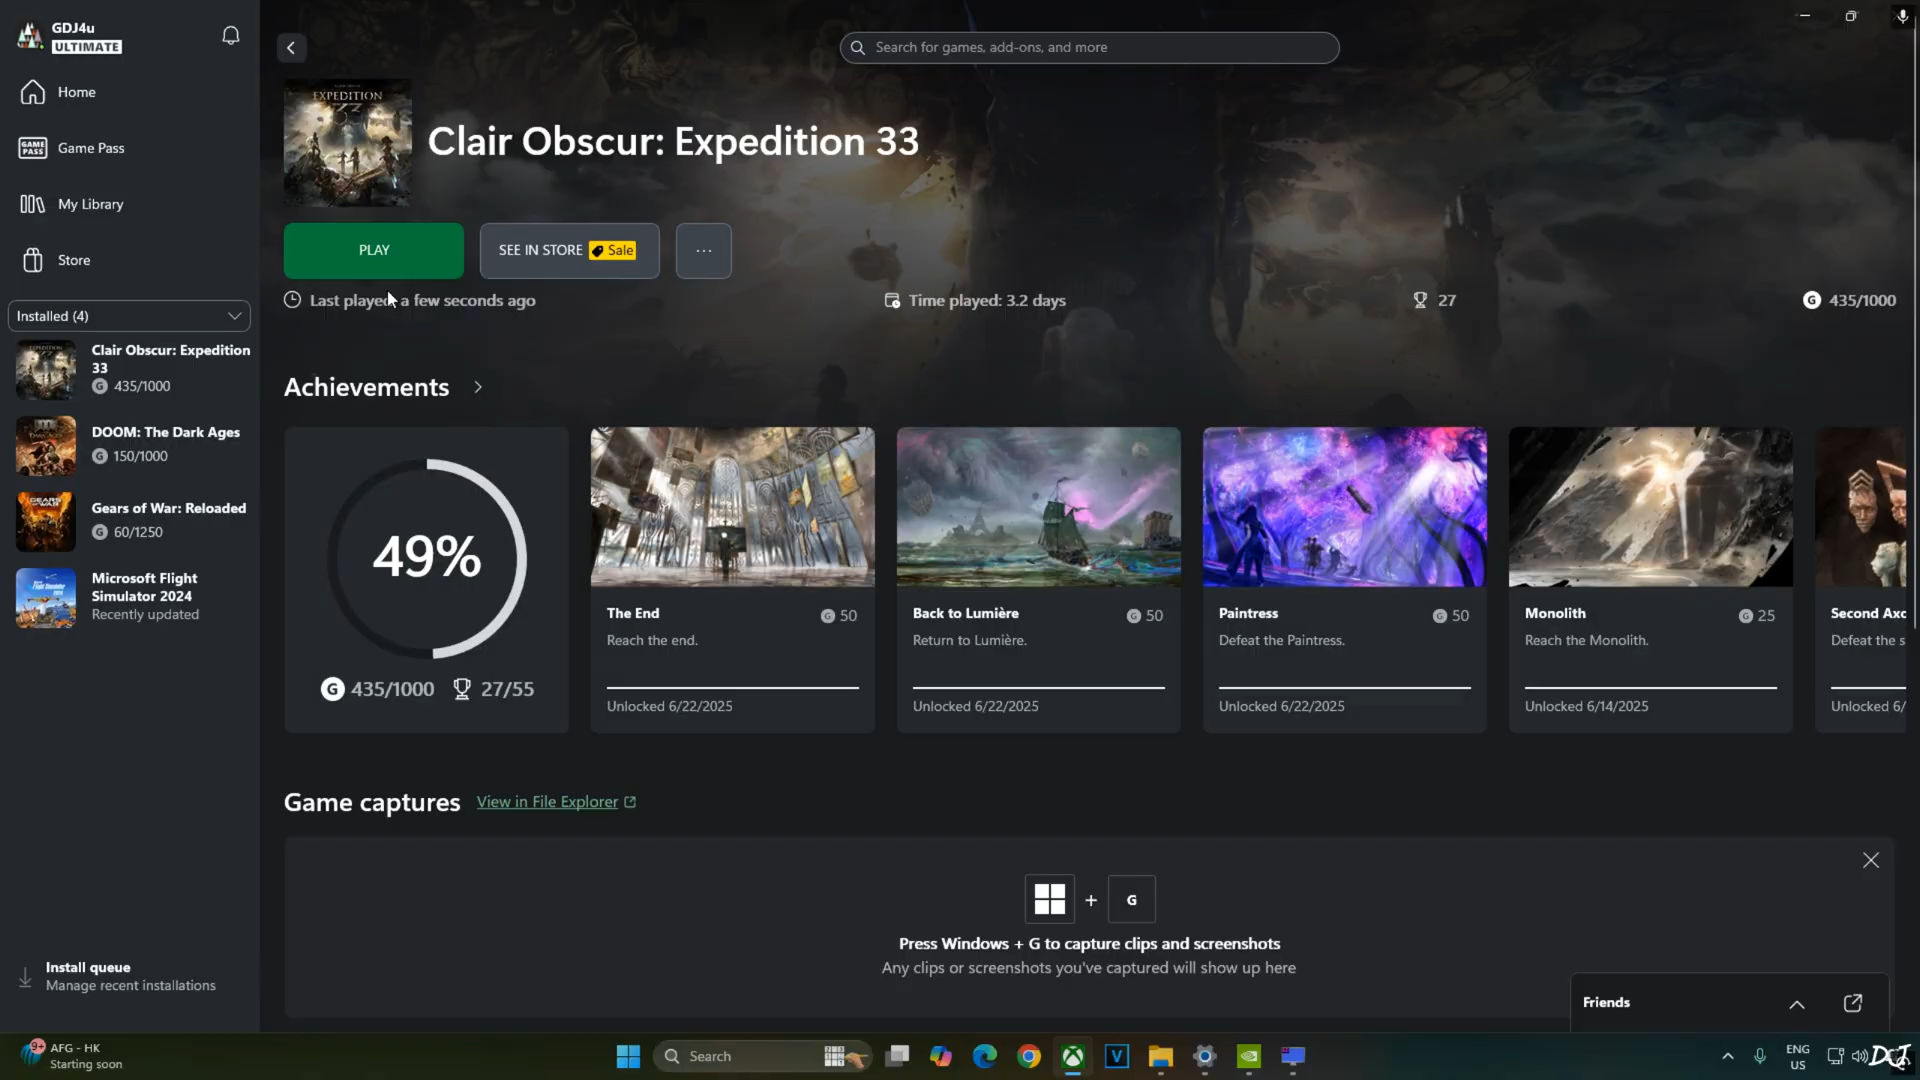 GDJ4u
ULTIMATE
Home
GAME PASS
Game Pass
My Library
Store
Installed (4)
Clair Obscur: Expedition
33
435/1000
DOOM: The Dark Ages
150/1000
Gears of War: Reloaded
60/1250
Microsoft Flight
Simulator 2024
Recently updated
Install queue
Manage recent installations
Search for games, add-ons, and more
EXPEDITION
33
Clair Obscur: Expedition 33
PLAY
SEE IN STORE Sale
...
Last played a few seconds ago
Time played: 3.2 days
27
G 435/1000
Achievements
49%
G 435/1000 27/55
The End G 50
Reach the end.
Unlocked 6/22/2025
Back to Lumière G 50
Return to Lumière.
Unlocked 6/22/2025
Paintress G 50
Defeat the Paintress.
Unlocked 6/22/2025
Monolith G 25
Reach the Monolith.
Unlocked 6/14/2025
Second Axo
Defeat the s
Unlocked 6/
Game captures View in File Explorer
+ G
Press Windows + G to capture clips and screenshots
Any clips or screenshots you've captured will show up here
Friends
9+
AFG - HK
Starting soon
Search
V
ENG
US
DGJ